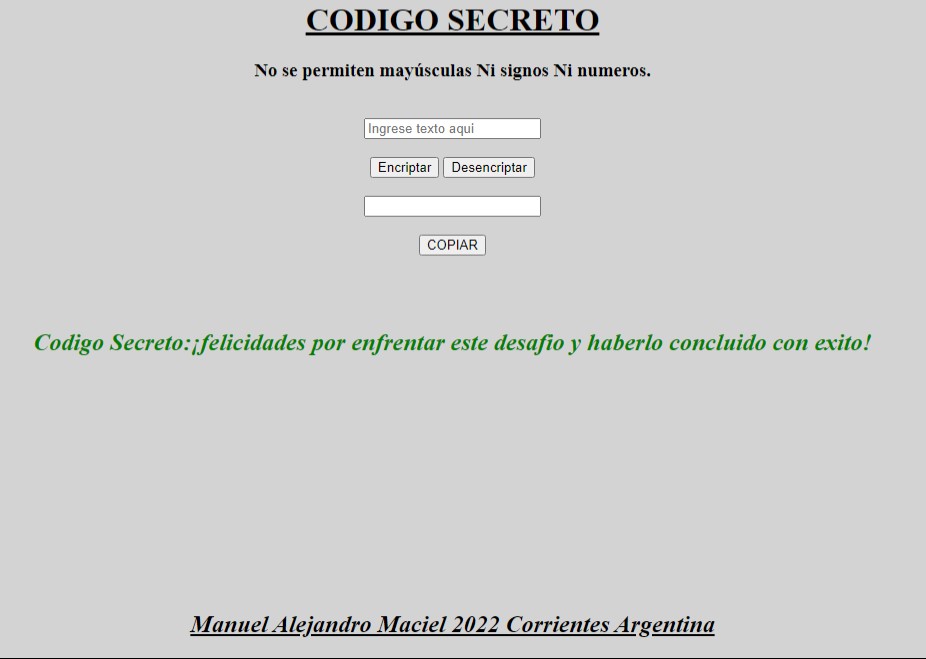 CODIGO SECRETO
No se permiten mayúsculas Ni signos Ni numeros.
Ingrese texto aqui
Encriptar Desencriptar
COPIAR
Codigo Secreto:¡felicidades por enfrentar este desafio y haberlo concluido con exito!
Manuel Alejandro Maciel 2022 Corrientes Argentina